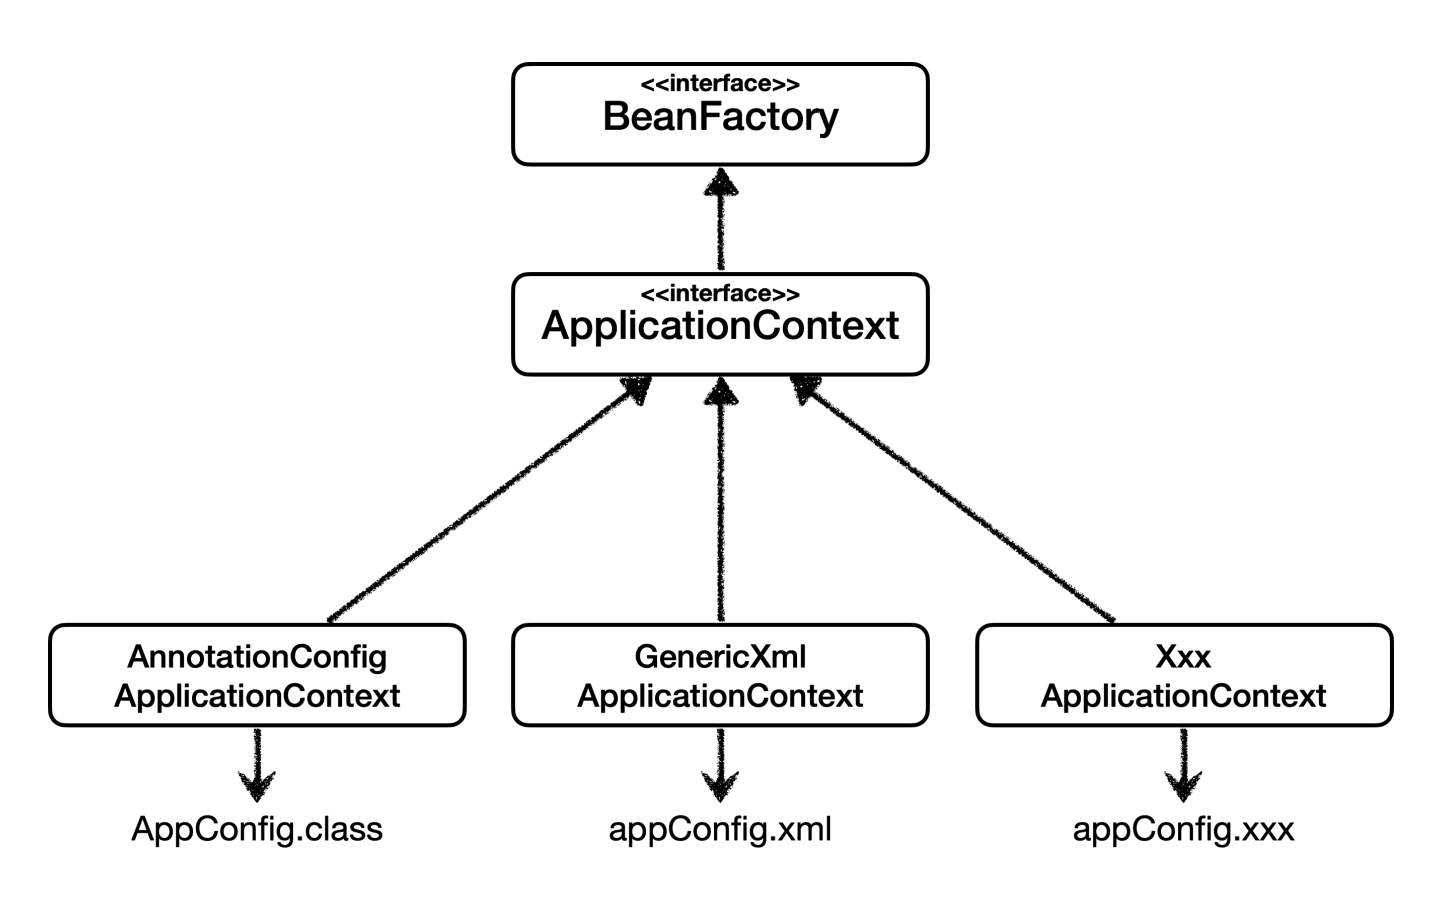 <<interface>>
BeanFactory
<<interface>>
ApplicationContext
AnnotationConfig
ApplicationContext
GenericXml
ApplicationContext
Xxx
ApplicationContext
AppConfig.class
appConfig.xml
appConfig.xxx